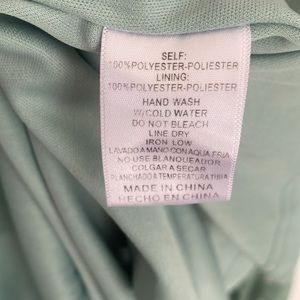 SELF:
100%POLYESTER-POLIESTER
LINING:
100%POLYESTER-POLIESTER
HAND WASH
W/COLD WATER
DO NOT BLEACH
LINE DRY
IRON LOW
LAVADO A MANO CON AQUA FRIA
NO USE BLANQUEADOR
COLGAR A SECAR
PLANCHADO A TEMPERATURA TIBIA
MADE IN CHINA
HECHO EN CHINA